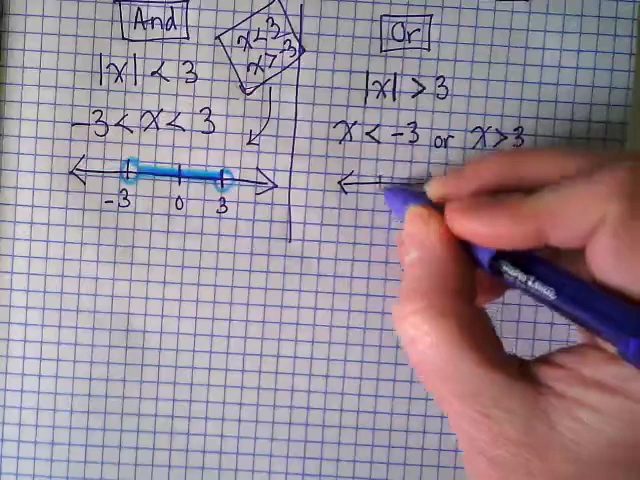 And
x < 3
x > -3
|x| < 3
-3 < x < 3
-3 0 3
Or
|x| > 3
x < -3 or x > 3